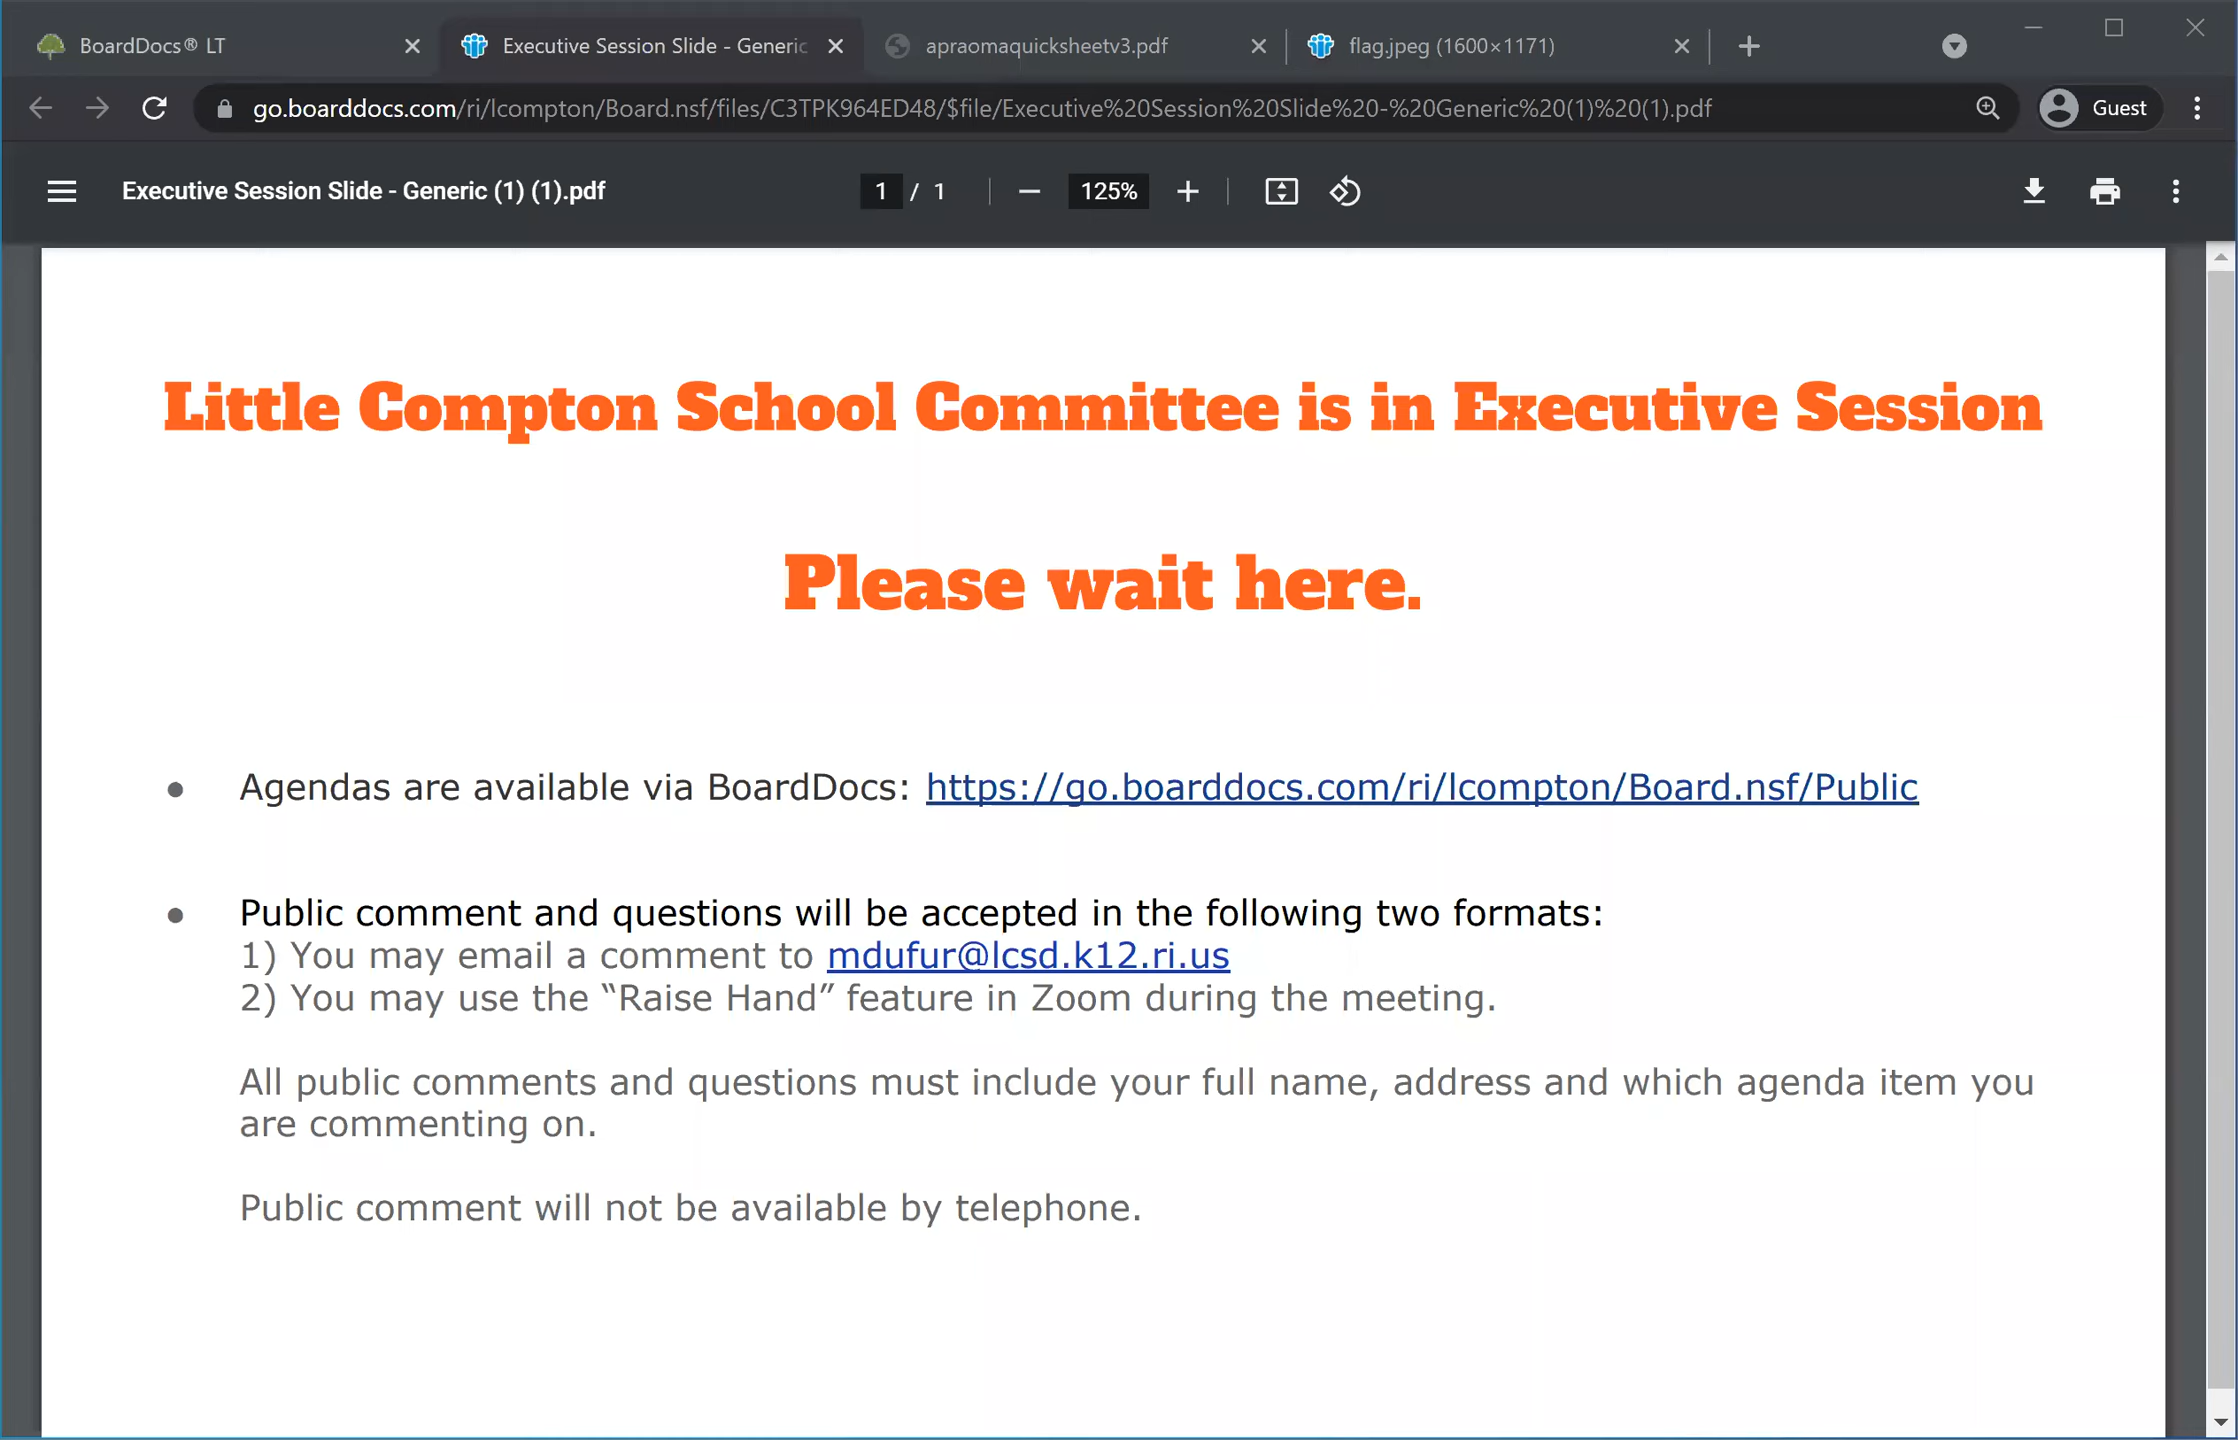 BoardDocs® LT
Executive Session Slide - Generic
apraomaquicksheetv3.pdf
flag.jpeg (1600×1171)
go.boarddocs.com/ri/lcompton/Board.nsf/files/C3TPK964ED48/$file/Executive%20Session%20Slide%20-%20Generic%20(1)%20(1).pdf
Guest
Executive Session Slide - Generic (1) (1).pdf
1 / 1
125%
Little Compton School Committee is in Executive Session
Please wait here.
● Agendas are available via BoardDocs: https://go.boarddocs.com/ri/lcompton/Board.nsf/Public
● Public comment and questions will be accepted in the following two formats:
1) You may email a comment to mdufur@lcsd.k12.ri.us
2) You may use the “Raise Hand” feature in Zoom during the meeting.
All public comments and questions must include your full name, address and which agenda item you
are commenting on.
Public comment will not be available by telephone.